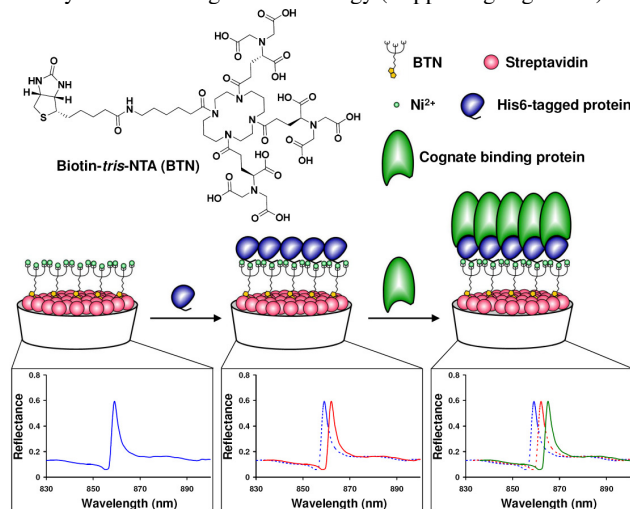 O
HO
O
N
OH
O
OH
O
O
HN
NH
H
H
S
O
H
N
O
N
N
N
N
O
O
HO
O
N
O
OH
O
OH
O
OH
O
N
O
HO
O
OH
Biotin-tris-NTA (BTN)
BTN
Streptavidin
Ni2+
His6-tagged protein
Cognate binding protein
Reflectance
0.8
0.6
0.4
0.2
0
830 850 870 890
Wavelength (nm)
Reflectance
0.8
0.6
0.4
0.2
0
830 850 870 890
Wavelength (nm)
Reflectance
0.8
0.6
0.4
0.2
0
830 850 870 890
Wavelength (nm)